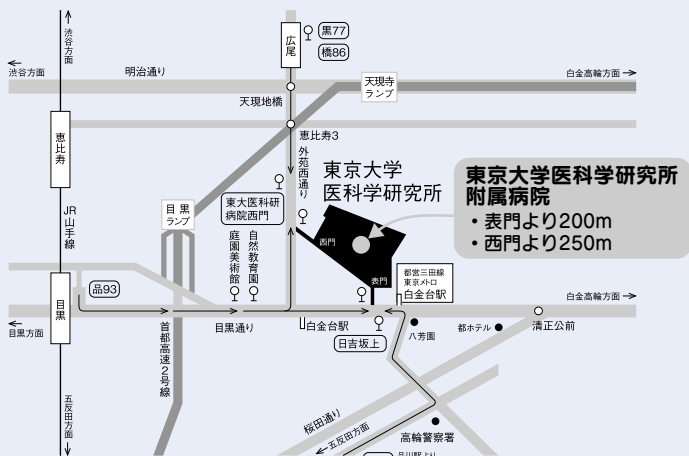 渋谷方面
渋谷方面
明治通り
広尾
黒77
橋86
天現寺
ランプ
白金高輪方面
天現地橋
恵比寿
恵比寿3
外苑西通り
東京大学
医科学研究所
東京大学医科学研究所
附属病院
・表門より200m
・西門より250m
目黒
ランプ
東大医科研
病院西門
JR山手線
庭園美術館
自然教育園
西門
表門
都営三田線
東京メトロ
白金台駅
品93
目黒
目黒方面
首都高速2号線
目黒通り
白金台駅
日吉坂上
八芳園
都ホテル
清正公前
白金高輪方面
桜田通り
五反田方面
五反田方面
高輪警察署